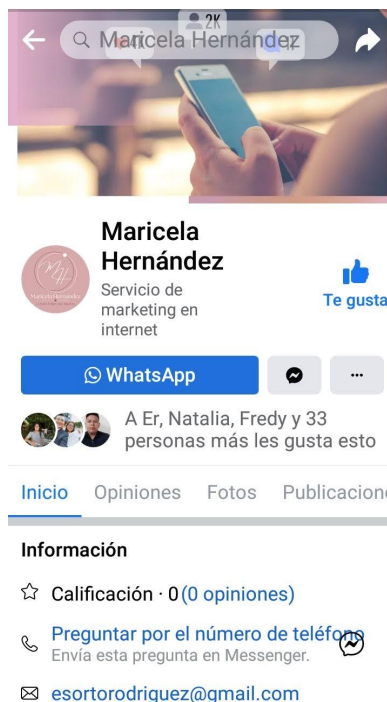 2K
Maricela Hernández
Maricela
Hernández
Servicio de
marketing en
internet
Te gusta
MH
WhatsApp
A Er, Natalia, Fredy y 33
personas más les gusta esto
Inicio Opiniones Fotos Publicacione
Información
Calificación · 0 (0 opiniones)
Preguntar por el número de teléfono
Envía esta pregunta en Messenger.
esortorodriguez@gmail.com